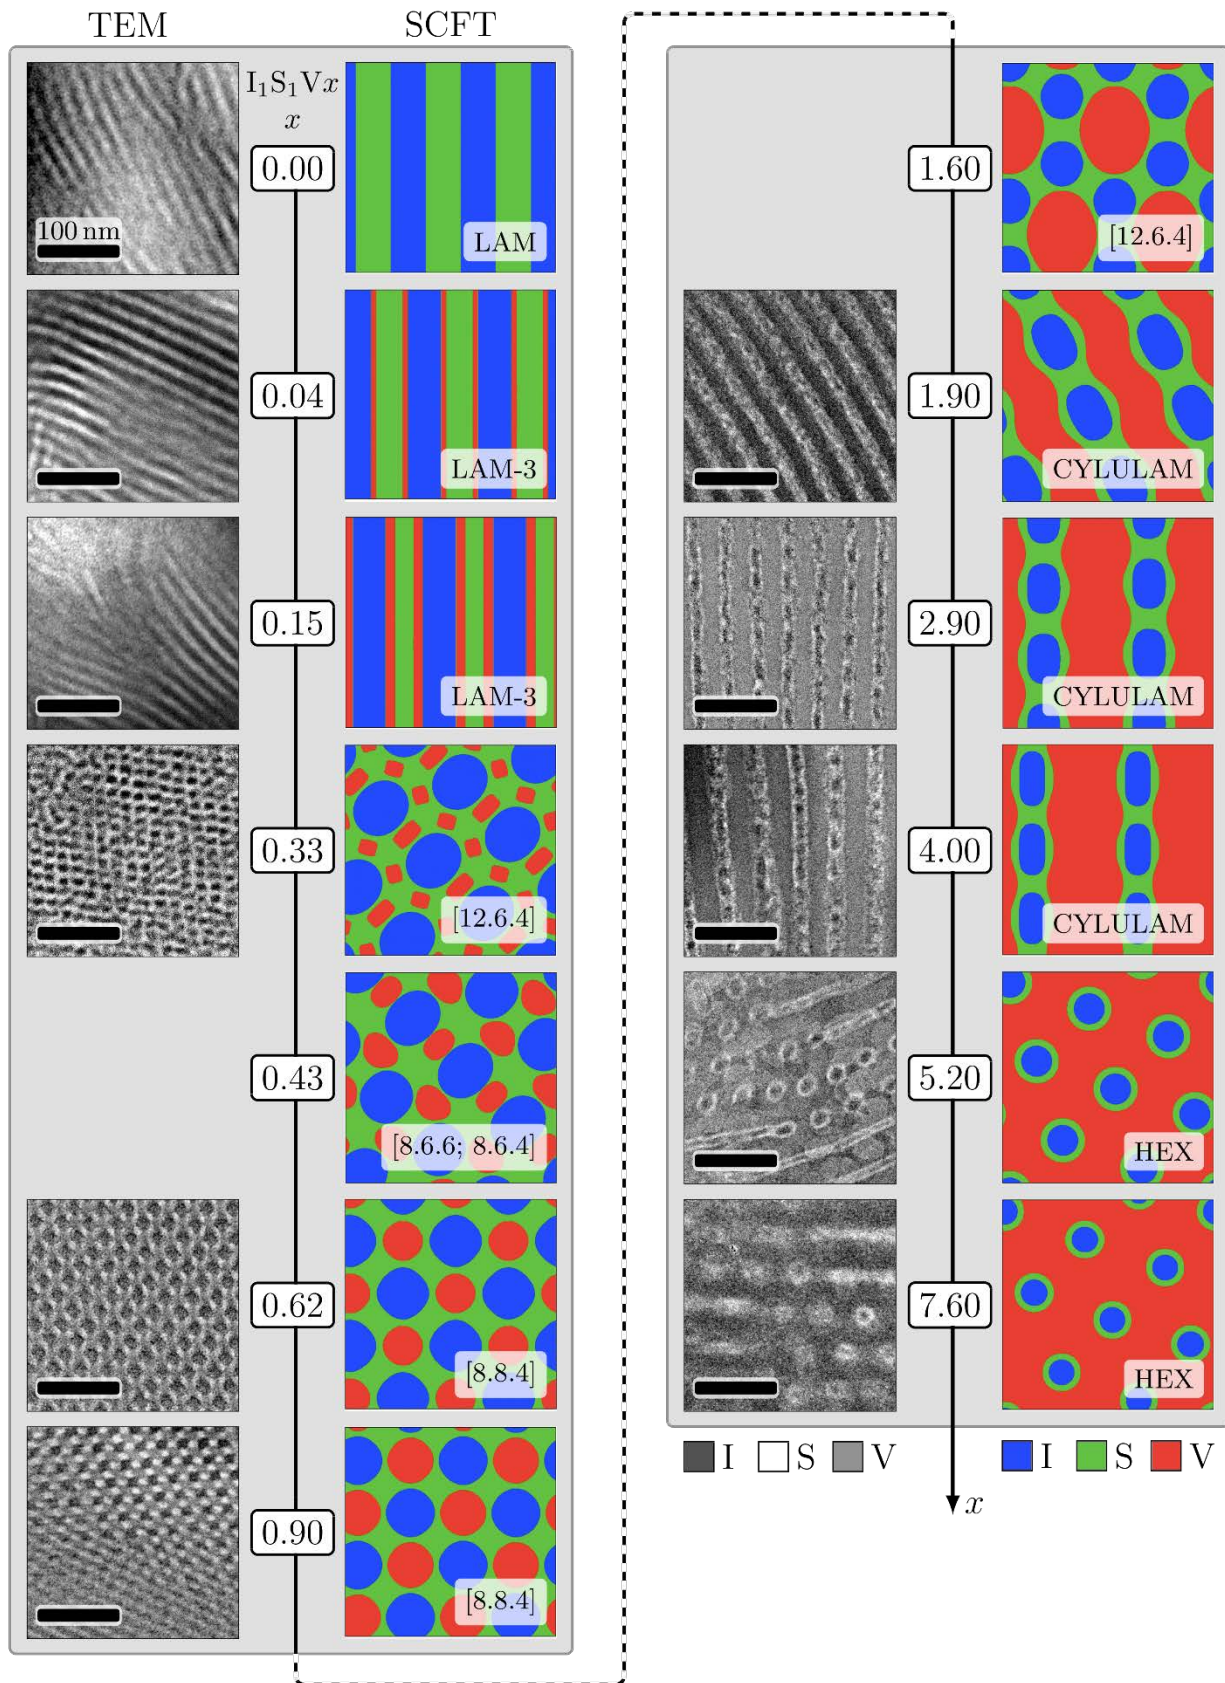 TEM SCFT
I₁S₁Vx
x
100 nm
0.00
LAM
0.04
LAM-3
0.15
LAM-3
0.33
[12.6.4]
0.43
[8.6.6; 8.6.4]
0.62
[8.8.4]
0.90
[8.8.4]
1.60
[12.6.4]
1.90
CYLULAM
2.90
CYLULAM
4.00
CYLULAM
5.20
HEX
7.60
HEX
I S V
I S V
x